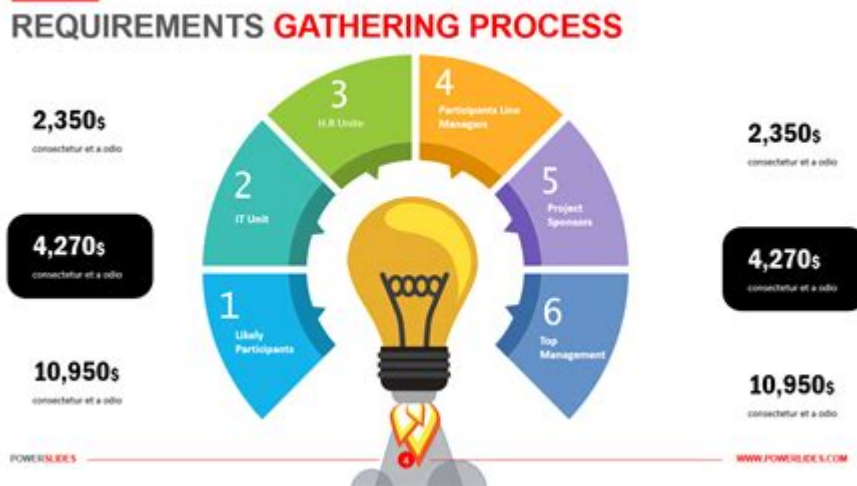 REQUIREMENTS GATHERING PROCESS
2,350$
consectetur et a odio
4,270$
consectetur et a odio
10,950$
consectetur et a odio
1
Likely
Participants
2
IT Unit
3
H.R Units
4
Participants Line
Managers
5
Project
Sponsors
6
Top
Management
2,350$
consectetur et a odio
4,270$
consectetur et a odio
10,950$
consectetur et a odio
POWERSLIDES
4
WWW.POWERLIDES.COM